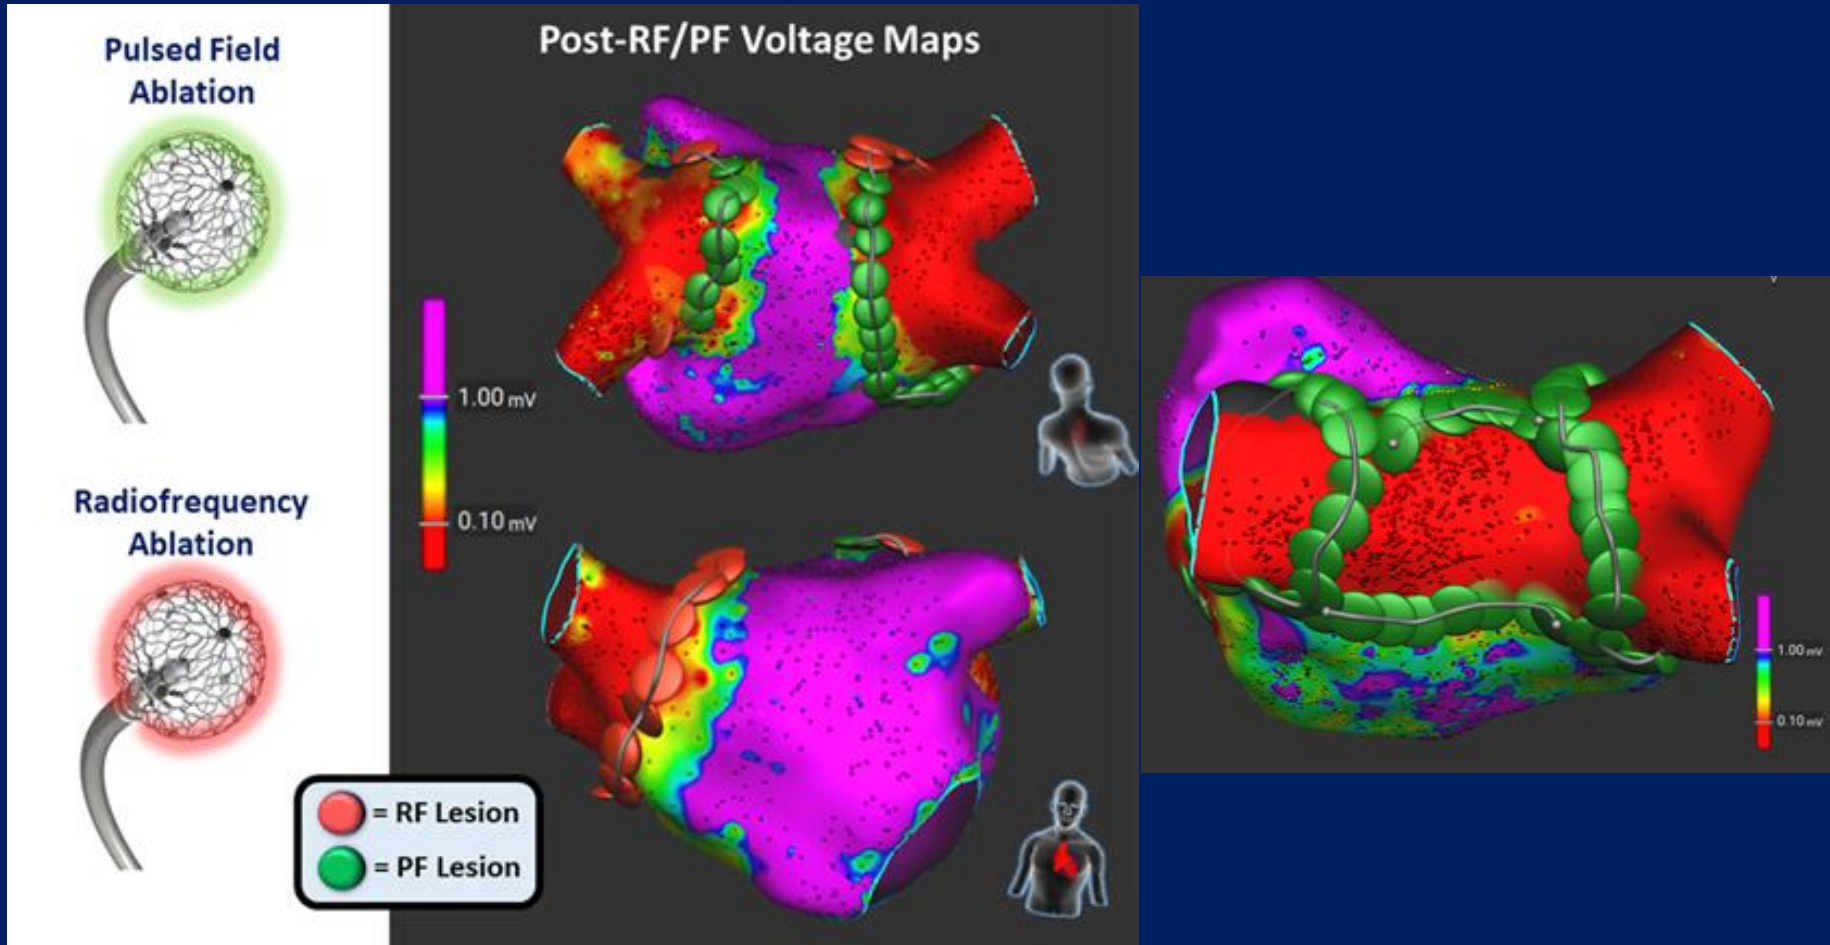 Pulsed Field
Ablation
Radiofrequency
Ablation
Post-RF/PF Voltage Maps
1.00 mV
0.10 mV
= RF Lesion
= PF Lesion
1.00 mV
0.10 mV